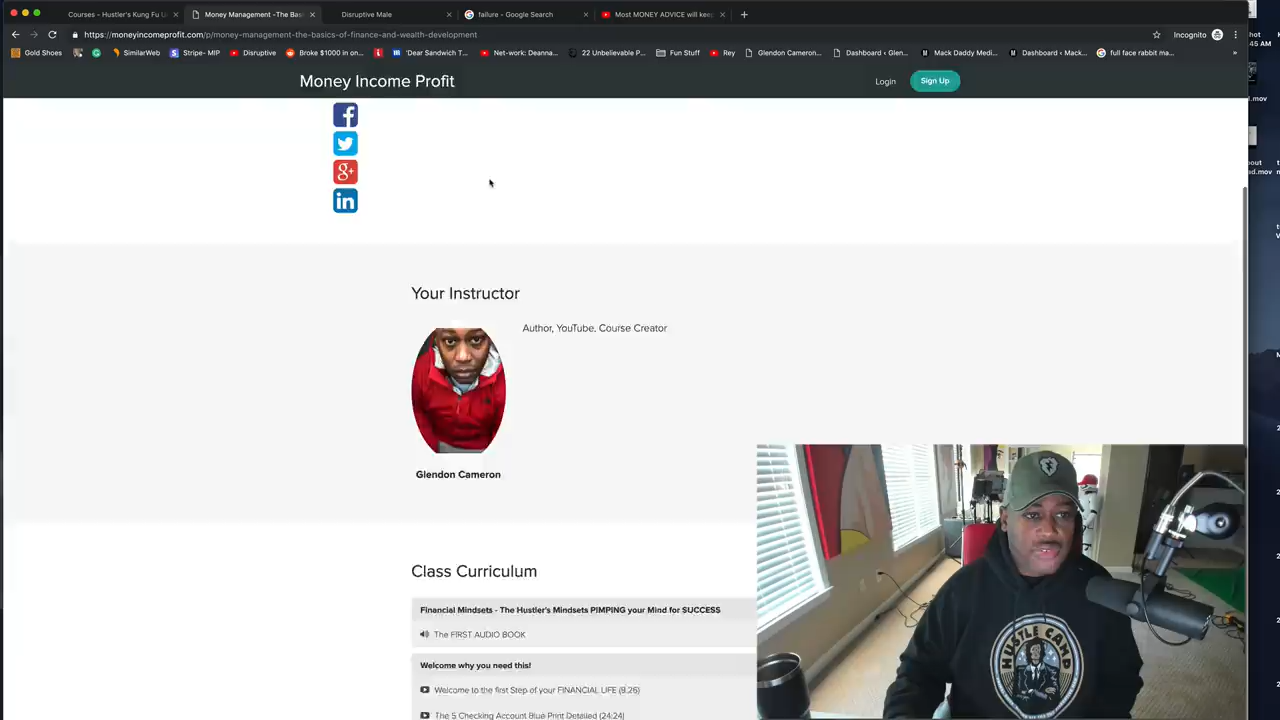 Courses – Hustler's Kung Fu U
Money Management -The Bas
Disruptive Male
failure - Google Search
Most MONEY ADVICE will kee
https://moneyincomeprofit.com/p/money-management-the-basics-of-finance-and-wealth-development
Incognito
Gold Shoes
SimilarWeb
Stripe- MIP
Disruptive
Broke $1000 in on...
'Dear Sandwich T...
Net-work: Deanna...
22 Unbelievable P...
Fun Stuff
Rey
Glendon Cameron...
Dashboard ‹ Glen...
Mack Daddy Medi...
Dashboard ‹ Mack...
full face rabbit ma...
Money Income Profit
Login
Sign Up
Your Instructor
Author, YouTube. Course Creator
Glendon Cameron
Class Curriculum
Financial Mindsets - The Hustler's Mindsets PIMPING your Mind for SUCCESS
The FIRST AUDIO BOOK
Welcome why you need this!
Welcome to the first Step of your FINANCIAL LIFE (9:26)
The 5 Checking Account Blue Print Detailed (24:24)
HUSTLE CAMP